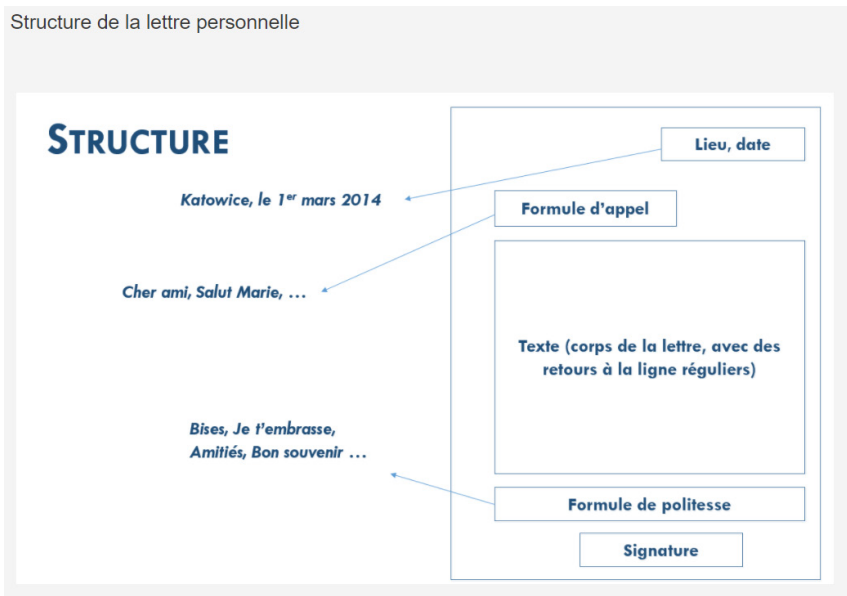 Structure de la lettre personnelle
STRUCTURE
Lieu, date
Katowice, le 1er mars 2014
Formule d'appel
Cher ami, Salut Marie, ...
Texte (corps de la lettre, avec des
retours à la ligne réguliers)
Bises, Je t'embrasse,
Amitiés, Bon souvenir ...
Formule de politesse
Signature